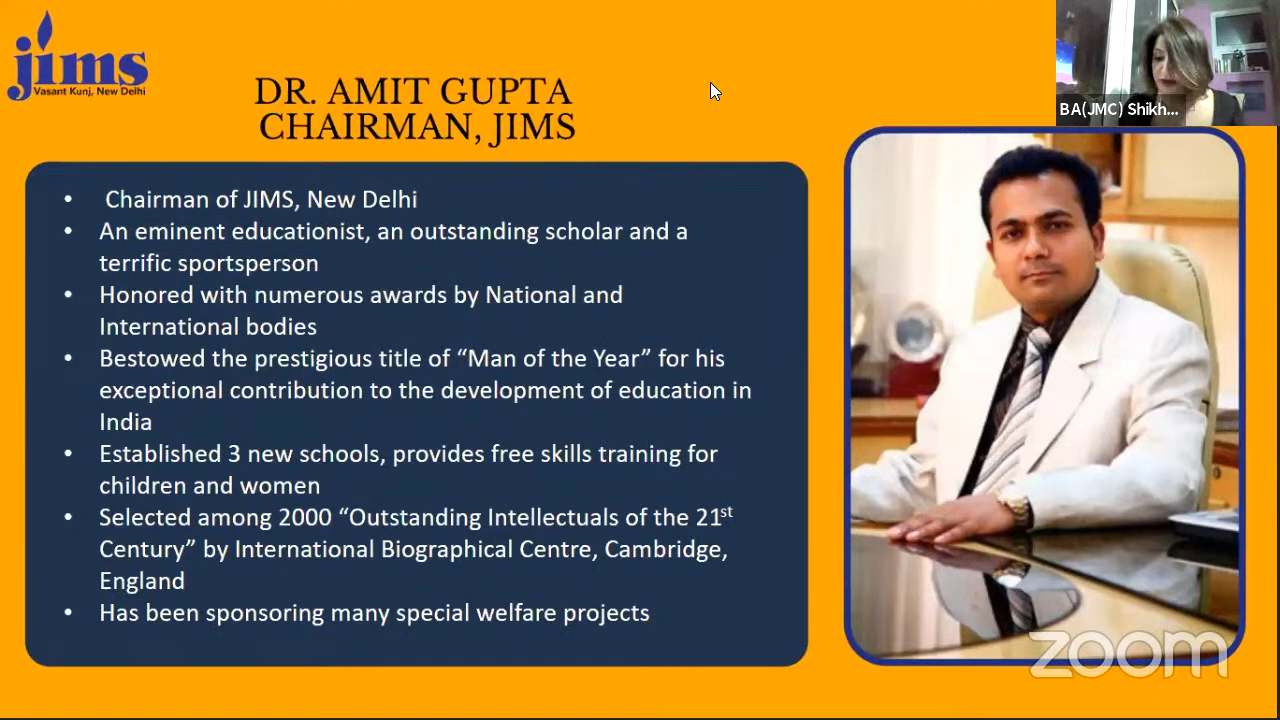 jims
Vasant Kunj, New Delhi
DR. AMIT GUPTA
CHAIRMAN, JIMS
BA(JMC) Shikh...
• Chairman of JIMS, New Delhi
• An eminent educationist, an outstanding scholar and a
terrific sportsperson
• Honored with numerous awards by National and
International bodies
• Bestowed the prestigious title of “Man of the Year” for his
exceptional contribution to the development of education in
India
• Established 3 new schools, provides free skills training for
children and women
• Selected among 2000 “Outstanding Intellectuals of the 21st
Century” by International Biographical Centre, Cambridge,
England
• Has been sponsoring many special welfare projects
zoom